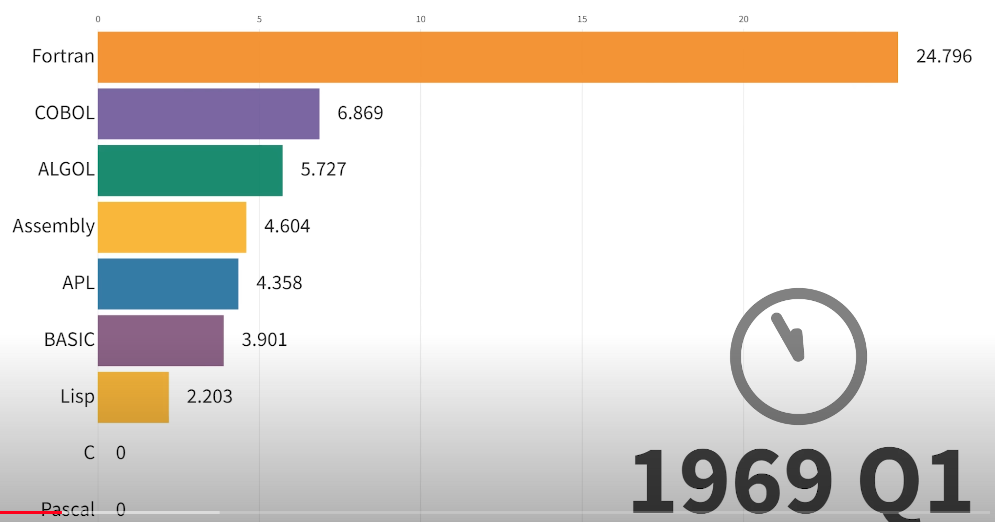 0 5 10 15 20
Fortran 24.796
COBOL 6.869
ALGOL 5.727
Assembly 4.604
APL 4.358
BASIC 3.901
Lisp 2.203
C 0
Pascal 0
1969 Q1